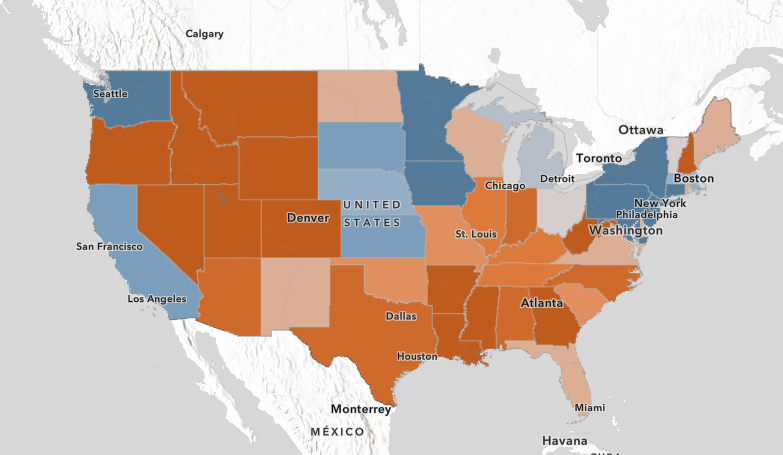 Calgary
Seattle
Ottawa
Toronto
Boston
Detroit
Chicago
New York
Philadelphia
UNITED
STATES
Denver
Washington
St. Louis
San Francisco
Los Angeles
Atlanta
Dallas
Houston
Monterrey
Miami
MÉXICO
Havana
CUBA